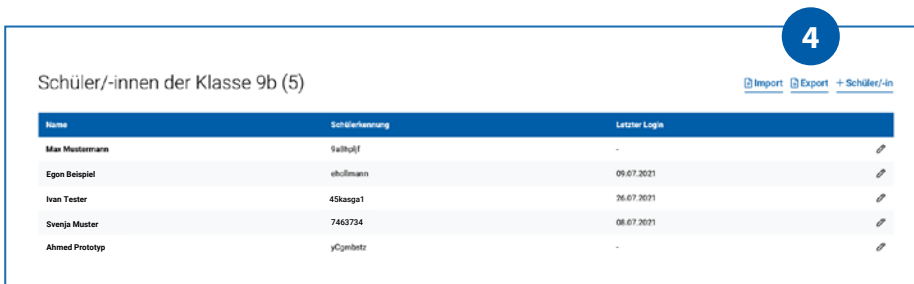 4
Schüler/-innen der Klasse 9b (5)
Import Export + Schüler/-in
Name Schülerkennung Letzter Login
Max Mustermann -
Egon Beispiel ehollmann 09.07.2021
Ivan Tester 45kasga1 26.07.2021
Svenja Muster 7463734 08.07.2021
Ahmed Prototyp -